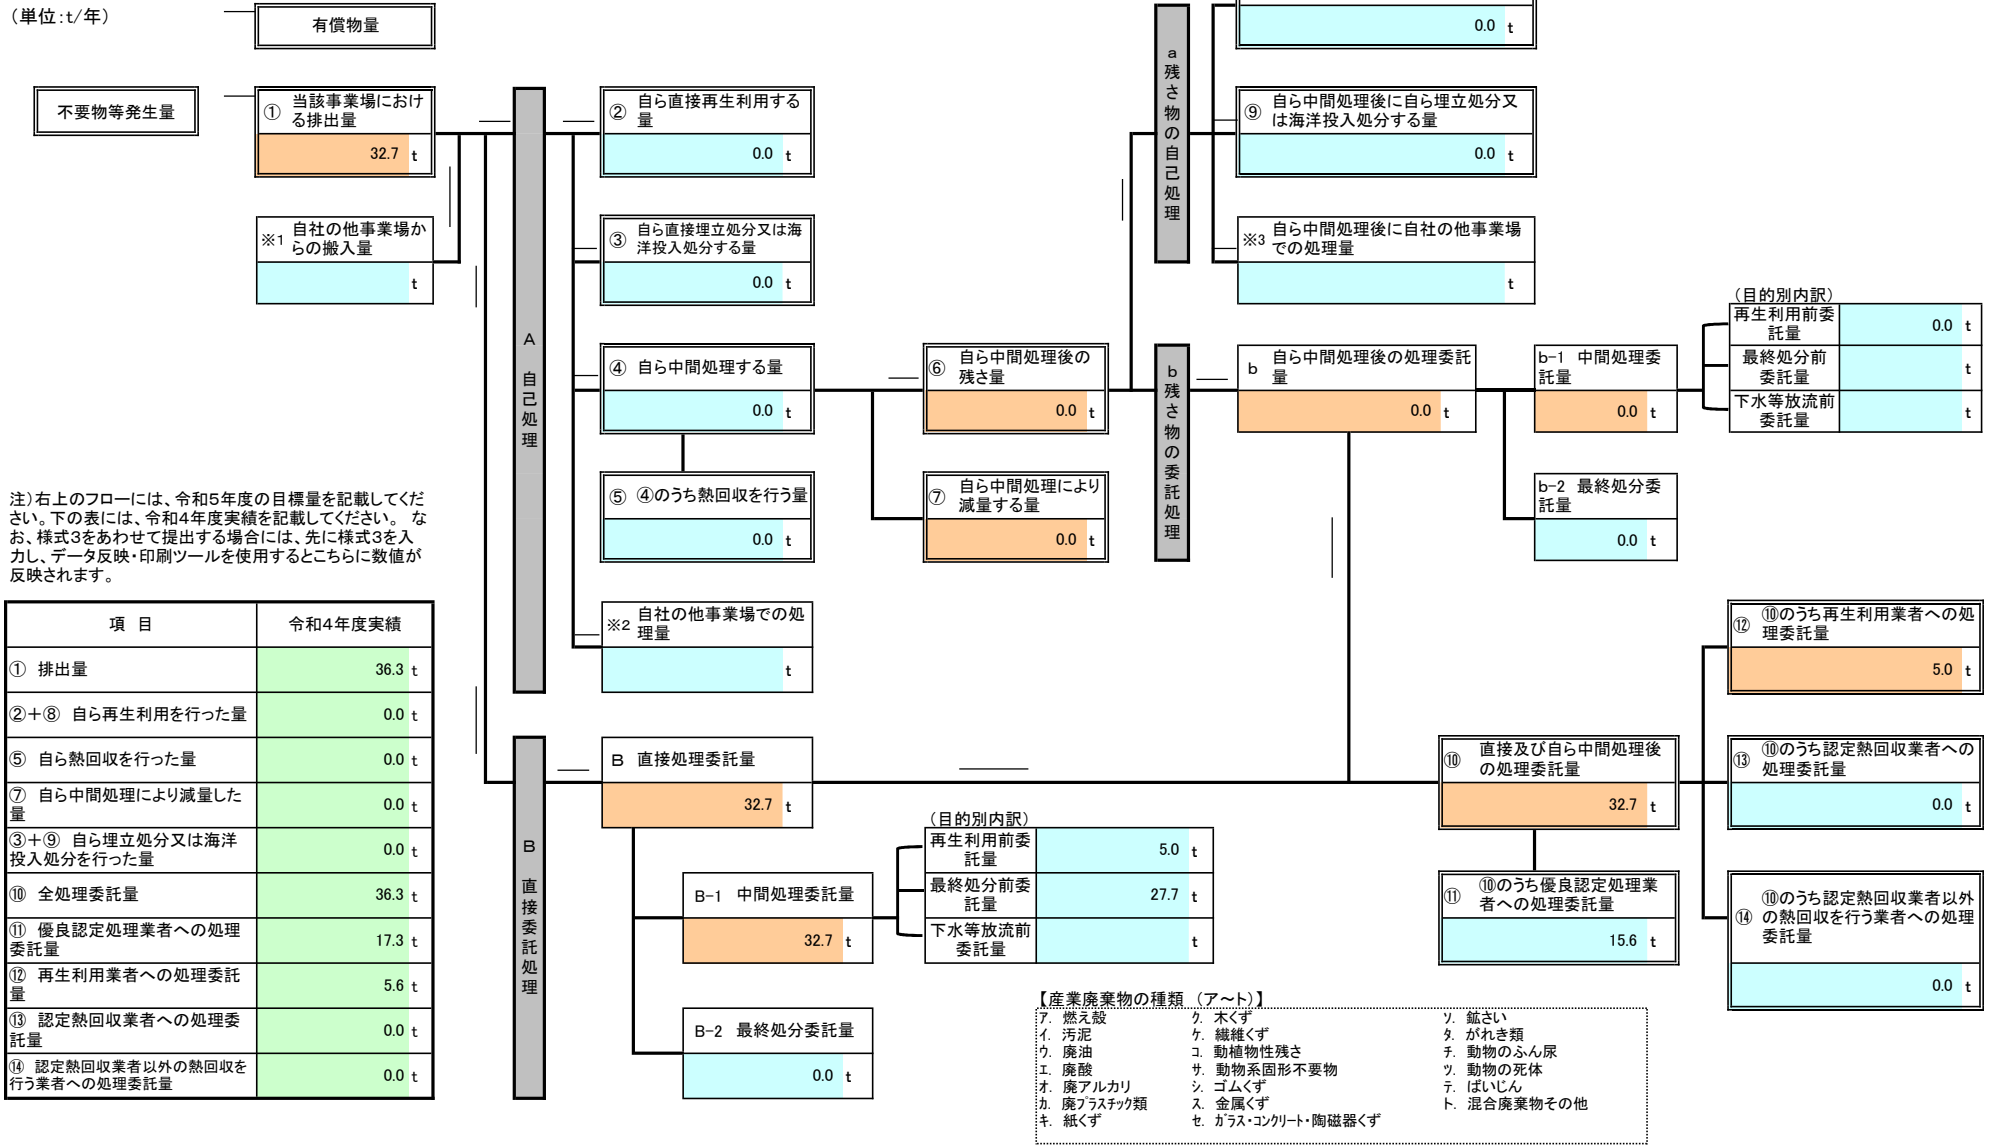 （単位:t/年）
有償物量
0.0 t
不要物等発生量
① 当該事業場におけ
る排出量
32.7 t
※1 自社の他事業場か
らの搬入量
t
A 自己処理
② 自ら直接再生利用する
量
0.0 t
③ 自ら直接埋立処分又は海
洋投入処分する量
0.0 t
④ 自ら中間処理する量
0.0 t
⑤ ④のうち熱回収を行う量
0.0 t
※2 自社の他事業場での処
理量
t
⑥ 自ら中間処理後の
残さ量
0.0 t
⑦ 自ら中間処理により
減量する量
0.0 t
a 残さ物の自己処理
⑨ 自ら中間処理後に自ら埋立処分又
は海洋投入処分する量
0.0 t
※3 自ら中間処理後に自社の他事業場
での処理量
t
b 残さ物の委託処理
b 自ら中間処理後の処理委託
量
0.0 t
b-1 中間処理委
託量
0.0 t
b-2 最終処分委
託量
0.0 t
（目的別内訳）
再生利用前委
託量
0.0 t
最終処分前
委託量
t
下水等放流前
委託量
t
注）右上のフローには、令和５年度の目標量を記載してくだ
さい。下の表には、令和４年度実績を記載してください。 な
お、様式３をあわせて提出する場合には、先に様式３を入
力し、データ反映・印刷ツールを使用するとこちらに数値が
反映されます。
項 目 令和４年度実績
① 排出量 36.3 t
②＋⑧ 自ら再生利用を行った量 0.0 t
⑤ 自ら熱回収を行った量 0.0 t
⑦ 自ら中間処理により減量した
量 0.0 t
③＋⑨ 自ら埋立処分又は海洋
投入処分を行った量 0.0 t
⑩ 全処理委託量 36.3 t
⑪ 優良認定処理業者への処理
委託量 17.3 t
⑫ 再生利用業者への処理委託
量 5.6 t
⑬ 認定熱回収業者への処理委
託量 0.0 t
⑭ 認定熱回収業者以外の熱回収を
行う業者への処理委託量 0.0 t
B 直接委託処理
B 直接処理委託量
32.7 t
B-1 中間処理委託量
32.7 t
B-2 最終処分委託量
0.0 t
（目的別内訳）
再生利用前委
託量
5.0 t
最終処分前委
託量
27.7 t
下水等放流前
委託量
t
⑩ 直接及び自ら中間処理後
の処理委託量
32.7 t
⑪ ⑩のうち優良認定処理業
者への処理委託量
15.6 t
⑫ ⑩のうち再生利用業者への処
理委託量
5.0 t
⑬ ⑩のうち認定熱回収業者への
処理委託量
0.0 t
⑭ ⑩のうち認定熱回収業者以外
の熱回収を行う業者への処理
委託量
0.0 t
【産業廃棄物の種類 （ア～ト）】
ｱ. 燃え殻
ｲ. 汚泥
ｳ. 廃油
ｴ. 廃酸
ｵ. 廃アルカリ
ｶ. 廃ﾌﾟﾗｽﾁｯｸ類
ｷ. 紙くず
ｸ. 木くず
ｹ. 繊維くず
ｺ. 動植物性残さ
ｻ. 動物系固形不要物
ｼ. ゴムくず
ｽ. 金属くず
ｾ. ｶﾞﾗｽ・ｺﾝｸﾘｰﾄ・陶磁器くず
ｿ. 鉱さい
ﾀ. がれき類
ﾁ. 動物のふん尿
ﾂ. 動物の死体
ﾃ. ばいじん
ﾄ. 混合廃棄物その他